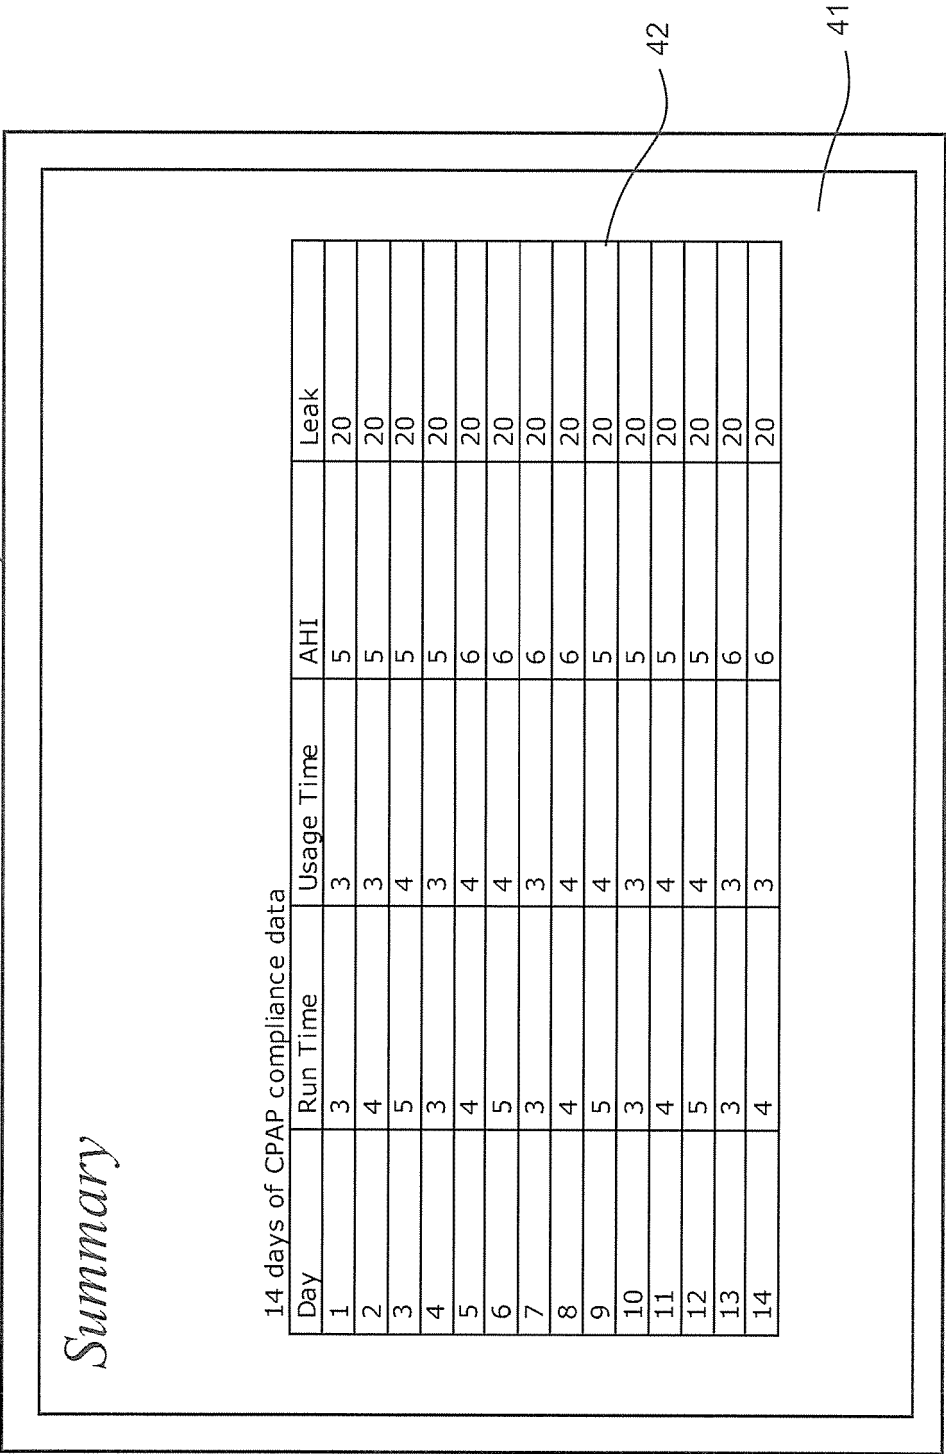 Summary
14 days of CPAP compliance data
Day Run Time Usage Time AHI Leak
1 3 3 5 20
2 4 3 5 20
3 5 4 5 20
4 3 3 5 20
5 4 4 6 20
6 5 4 6 20
7 3 3 6 20
8 4 4 6 20
9 5 4 5 20
10 3 3 5 20
11 4 4 5 20
12 5 4 5 20
13 3 3 6 20
14 4 3 6 20
42
41